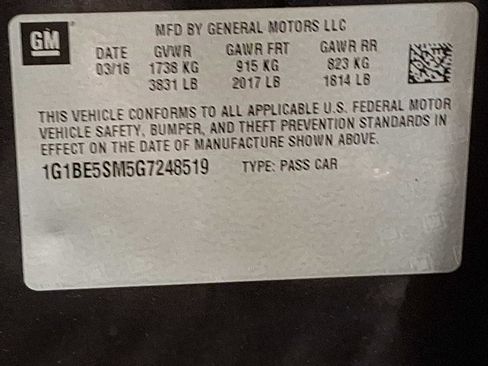 GM
MFD BY GENERAL MOTORS LLC
DATE GVWR GAWR FRT GAWR RR
03/16 1738 KG 915 KG 823 KG
3831 LB 2017 LB 1814 LB
THIS VEHICLE CONFORMS TO ALL APPLICABLE U.S. FEDERAL MOTOR
VEHICLE SAFETY, BUMPER, AND THEFT PREVENTION STANDARDS IN
EFFECT ON THE DATE OF MANUFACTURE SHOWN ABOVE.
1G1BE5SM5G7248519 TYPE: PASS CAR